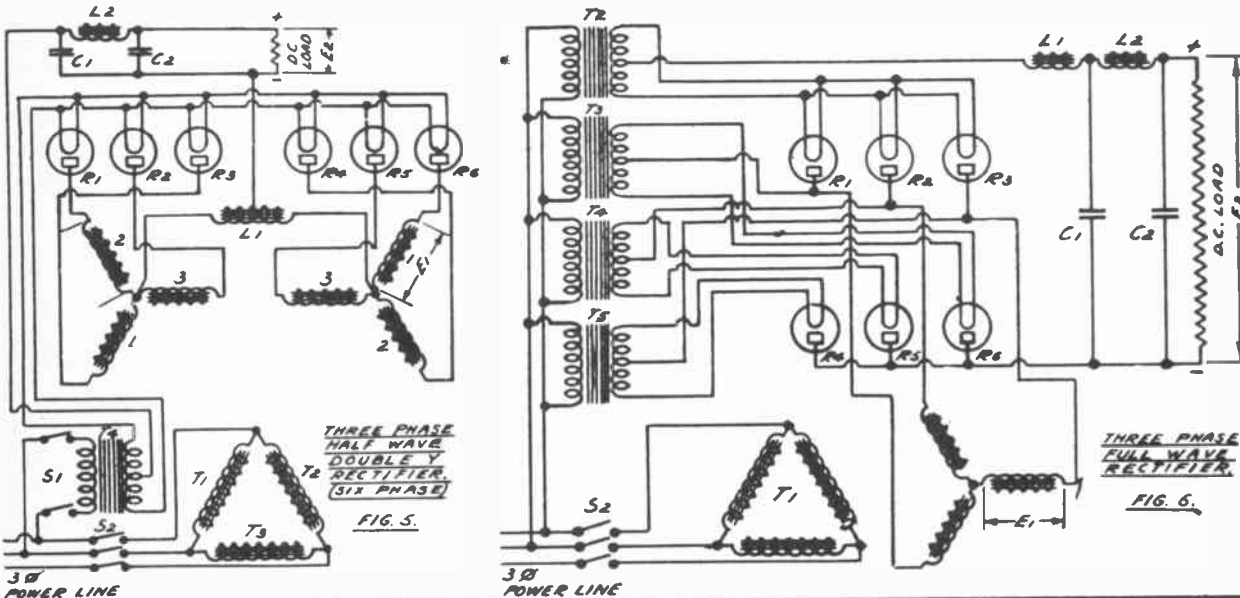 L2
C1
C2
+
DC
LOAD
E2
-
R1
R2
R3
R4
R5
R6
L1
2
3
1
3
1
E1
2
T4
S1
S2
T1
T2
T3
3Ø
POWER LINE
THREE PHASE
HALF WAVE
DOUBLE Y
RECTIFIER.
(SIX PHASE)
FIG. 5.
T2
T3
T4
T5
L1
L2
+
R1
R2
R3
C1
C2
D.C. LOAD
E2
-
R4
R5
R6
S2
T1
E1
3Ø
POWER LINE
THREE PHASE
FULL WAVE
RECTIFIER.
FIG. 6.